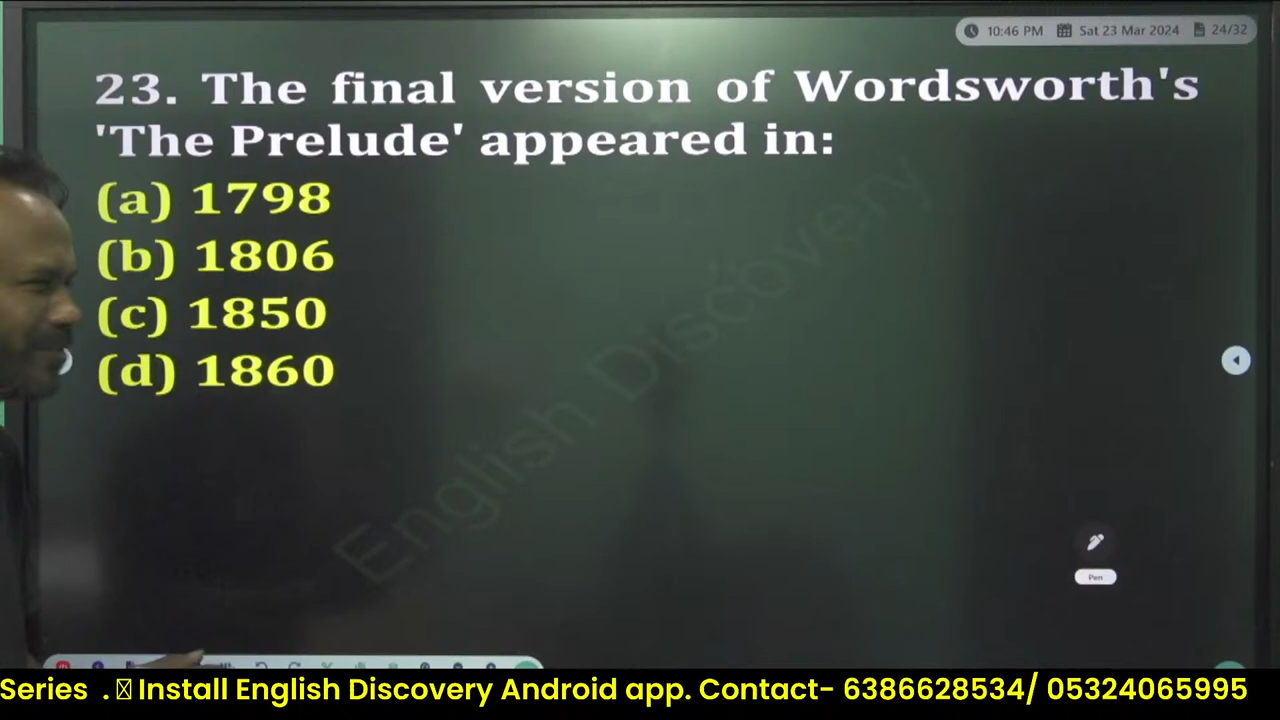 10:46 PM Sat 23 Mar 2024 24/32
23. The final version of Wordsworth's
'The Prelude' appeared in:
(a) 1798
(b) 1806
(c) 1850
(d) 1860
English Discovery
Pen
Series . Install English Discovery Android app. Contact- 6386628534/ 05324065995